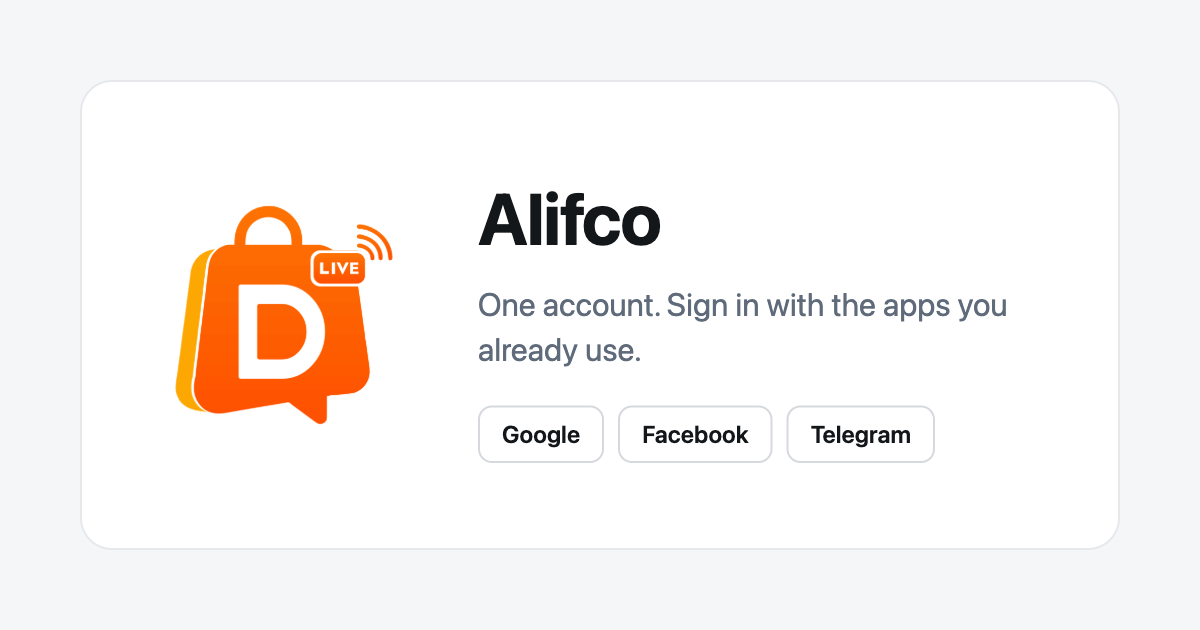 Alifco
LIVE
D
One account. Sign in with the apps you
already use.
Google
Facebook
Telegram